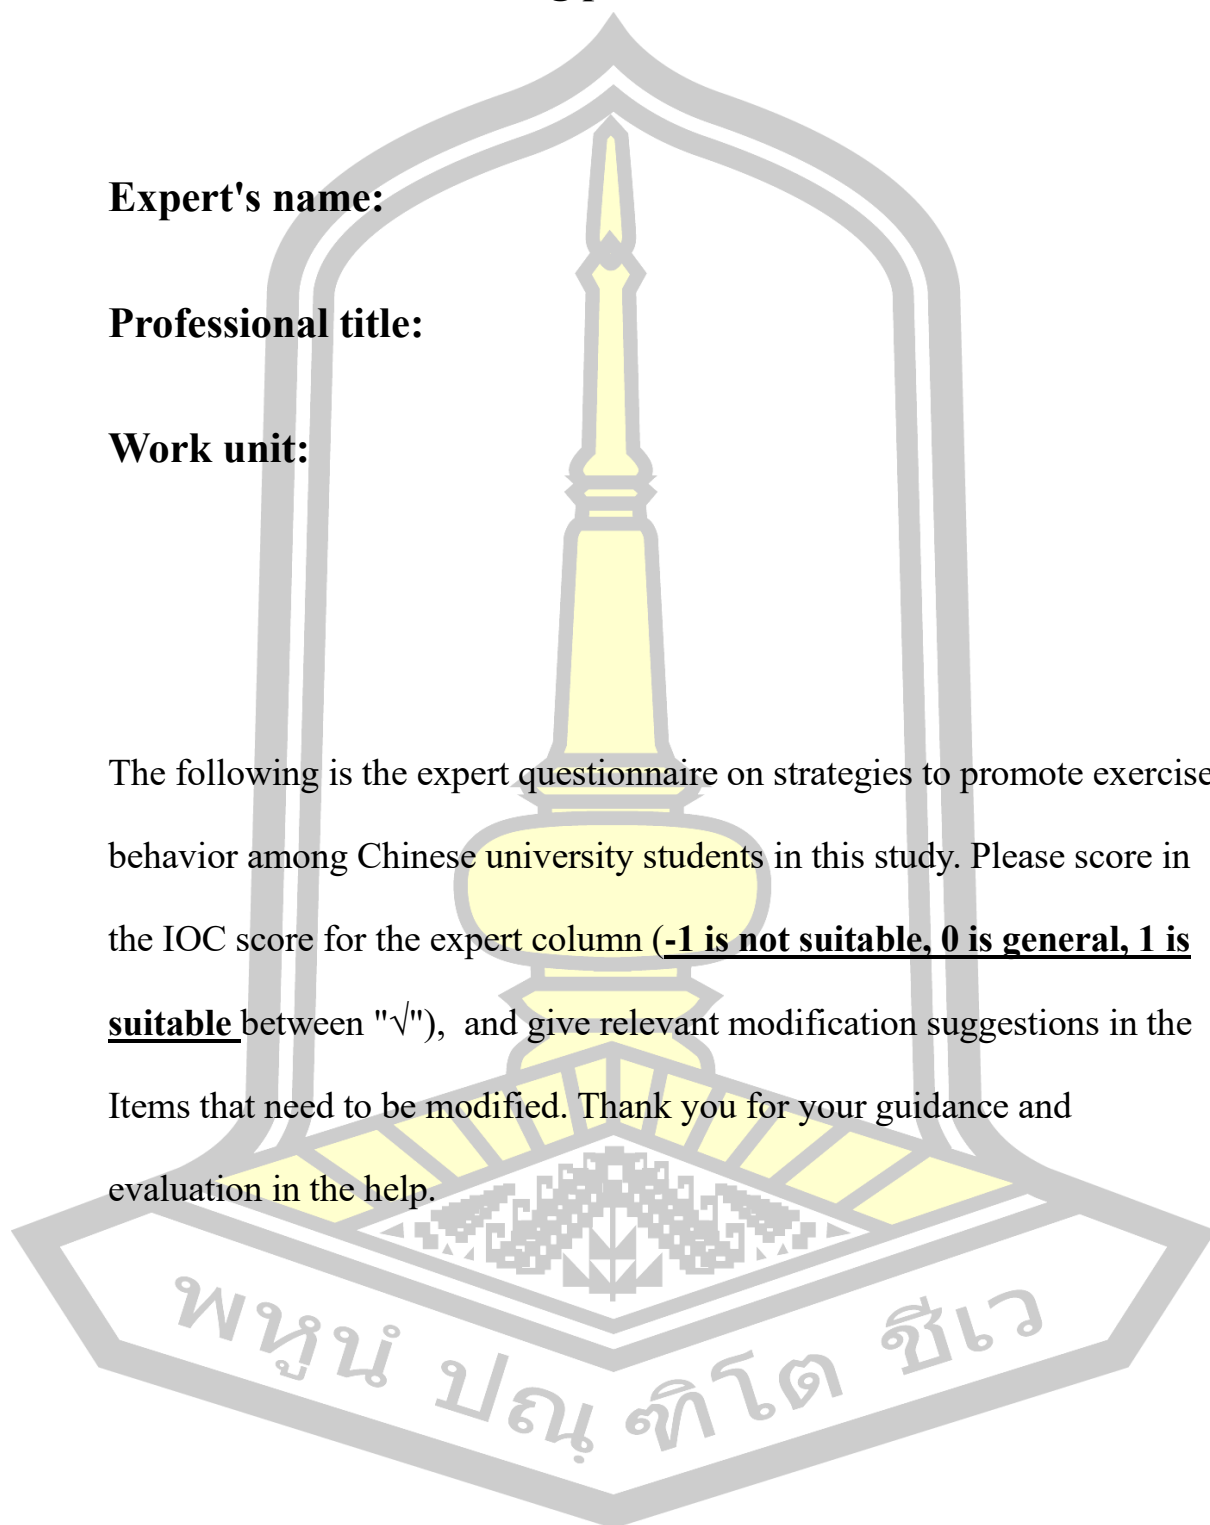 Expert's name:
Professional title:
Work unit:
The following is the expert questionnaire on strategies to promote exercise
behavior among Chinese university students in this study. Please score in
the IOC score for the expert column (-1 is not suitable, 0 is general, 1 is
suitable between "√"), and give relevant modification suggestions in the
Items that need to be modified. Thank you for your guidance and
evaluation in the help.
พหูนํ ปณฺฑิโต ชีเว